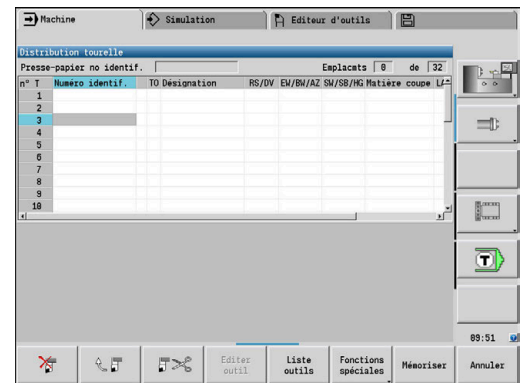 Machine Simulation Editeur d'outils
Distribution tourelle
Presse-papier no identif. Emplacmts 0 de 32
n° T Numéro identif. TO Désignation RS/DV EW/BW/AZ SW/SB/HG Matière coupe
1
2
3
4
5
6
7
8
9
10
T
09:51
Editer outil Liste outils Fonctions spéciales Mémoriser Annuler